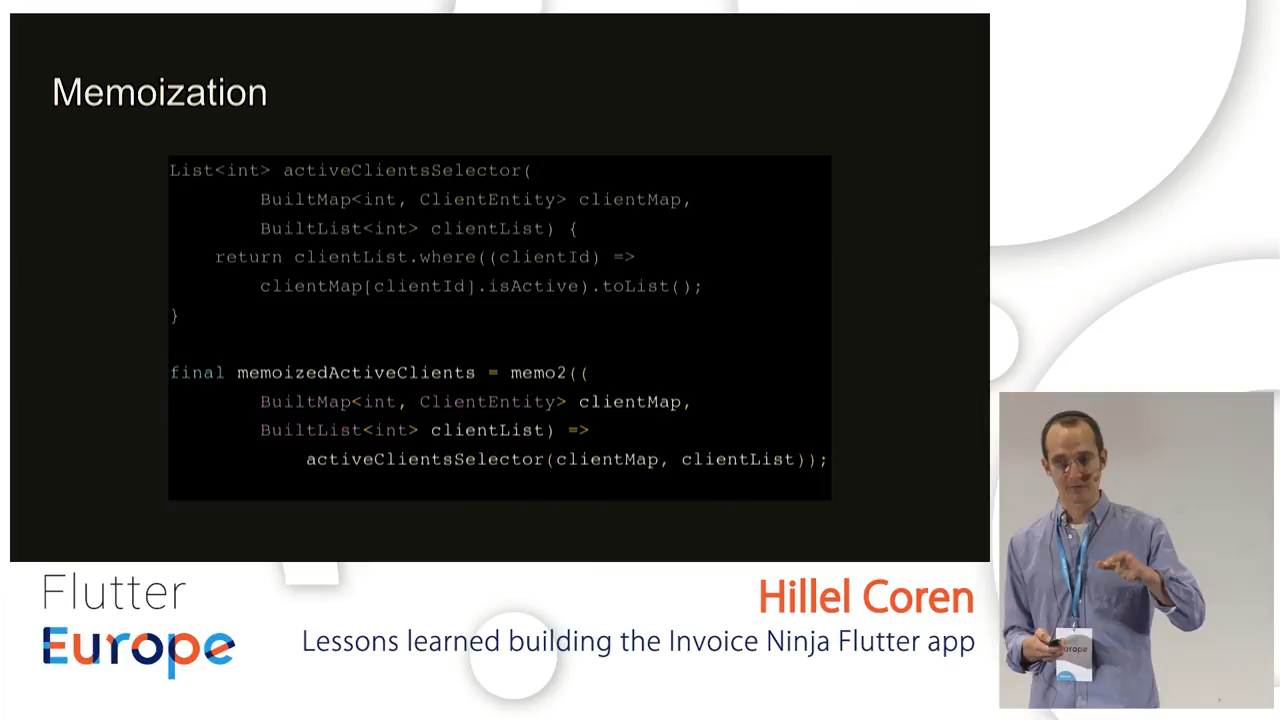 Memoization
List<int> activeClientsSelector(
BuiltMap<int, ClientEntity> clientMap,
BuiltList<int> clientList) {
return clientList.where((clientId) =>
clientMap[clientId].isActive).toList();
}
final memoizedActiveClients = memo2((
BuiltMap<int, ClientEntity> clientMap,
BuiltList<int> clientList) =>
activeClientsSelector(clientMap, clientList));
Flutter
Europe
Hillel Coren
Lessons learned building the Invoice Ninja Flutter app
urope